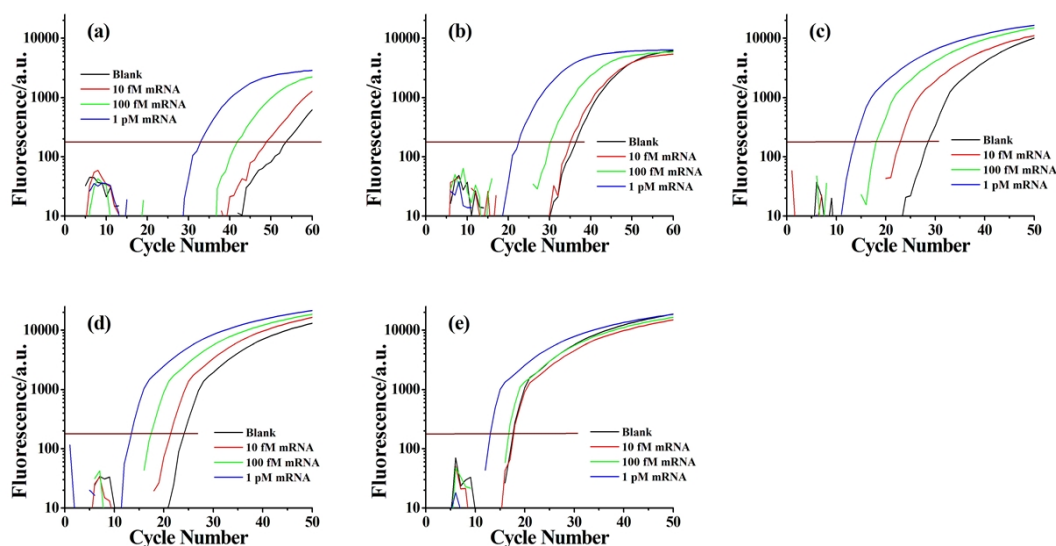 (a)
Fluorescence/a.u.
10000
1000
100
10
Blank
10 fM mRNA
100 fM mRNA
1 pM mRNA
0 10 20 30 40 50 60
Cycle Number
(b)
Fluorescence/a.u.
10000
1000
100
10
Blank
10 fM mRNA
100 fM mRNA
1 pM mRNA
0 10 20 30 40 50 60
Cycle Number
(c)
Fluorescence/a.u.
10000
1000
100
10
Blank
10 fM mRNA
100 fM mRNA
1 pM mRNA
0 10 20 30 40 50
Cycle Number
(d)
Fluorescence/a.u.
10000
1000
100
10
Blank
10 fM mRNA
100 fM mRNA
1 pM mRNA
0 10 20 30 40 50
Cycle Number
(e)
Fluorescence/a.u.
10000
1000
100
10
Blank
10 fM mRNA
100 fM mRNA
1 pM mRNA
0 10 20 30 40 50
Cycle Number